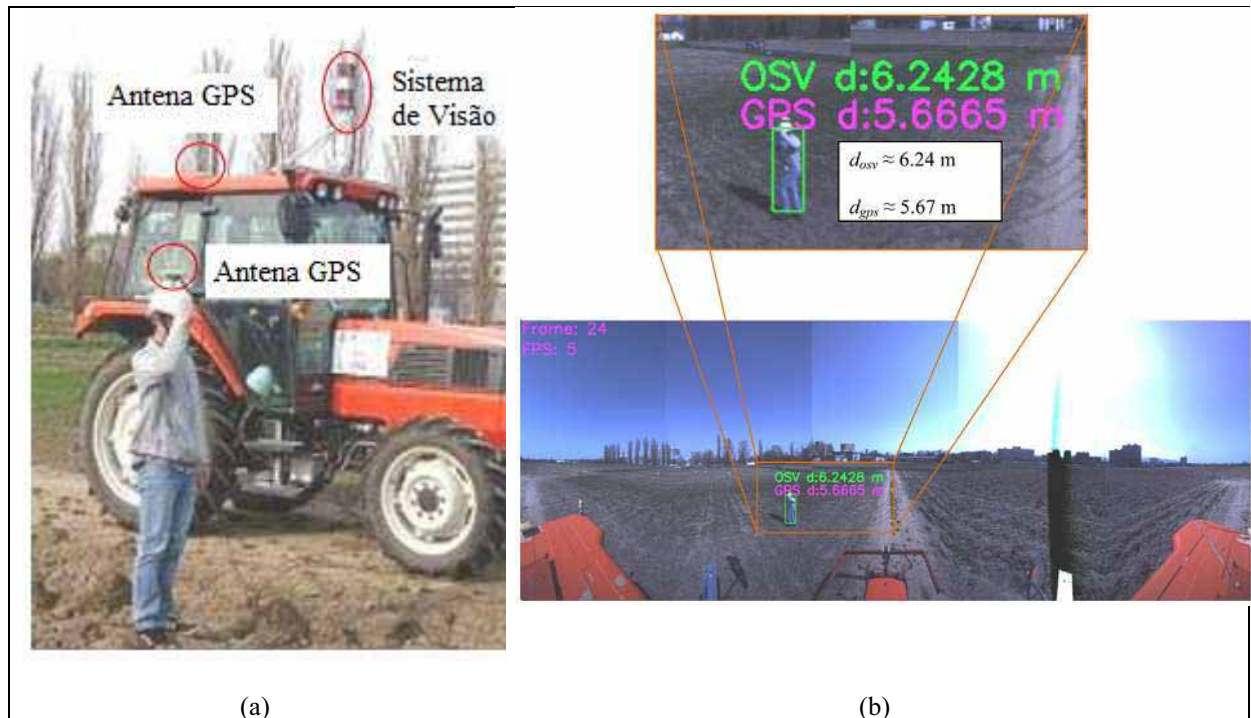 Antena GPS
Sistema
de Visão
Antena GPS
(a)
OSV d:6.2428 m
GPS d:5.6665 m
d_osv ≈ 6.24 m
d_gps ≈ 5.67 m
Frame: 24
FPS: 5
OSV d:6.2428 m
GPS d:5.6665 m
(b)